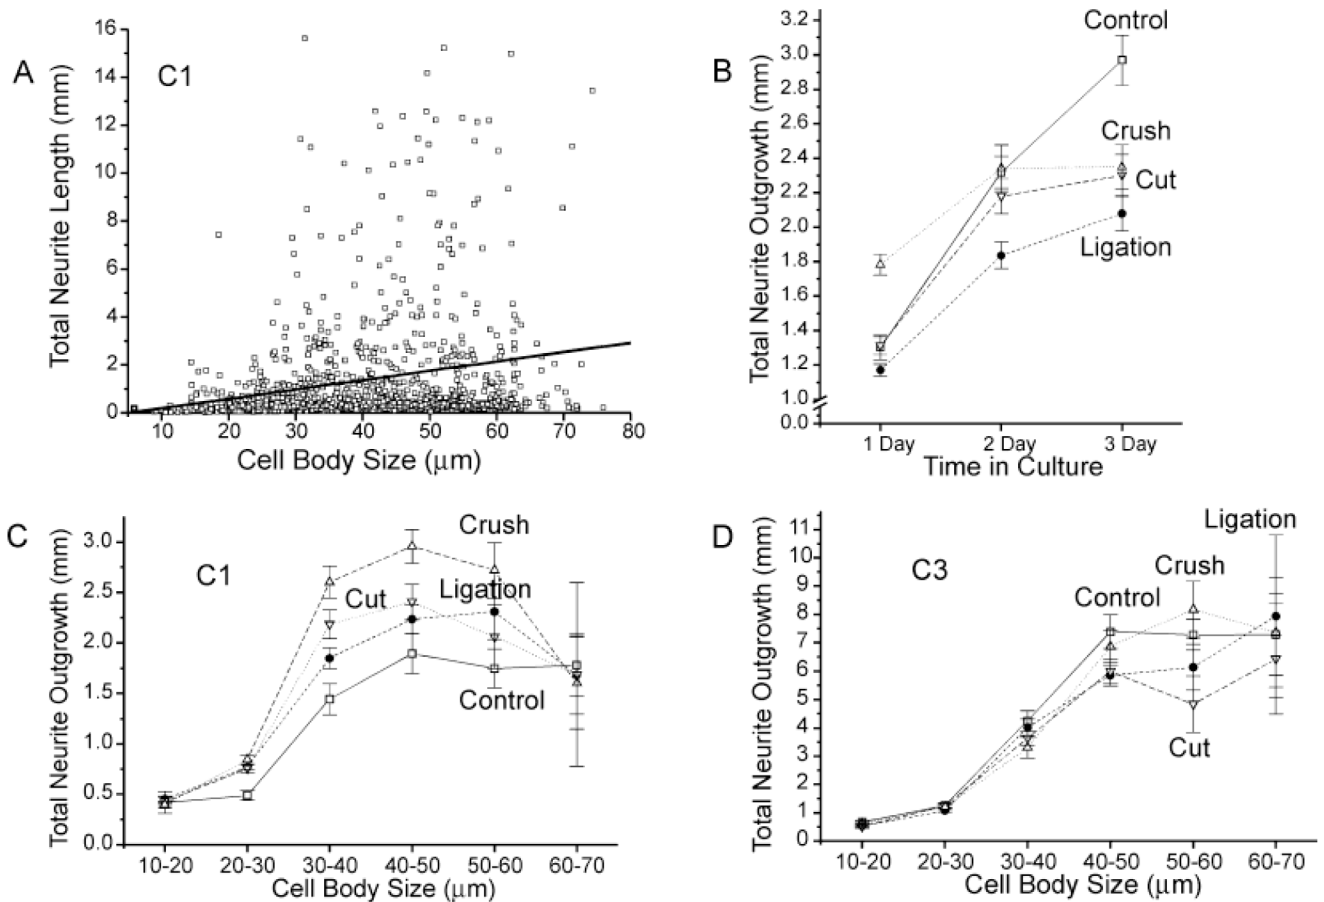 A
C1
Total Neurite Length (mm)
16
14
12
10
8
6
4
2
0
10 20 30 40 50 60 70 80
Cell Body Size (μm)
B
Total Neurite Outgrowth (mm)
3.2
3.0
2.8
2.6
2.4
2.2
2.0
1.8
1.6
1.4
1.2
1.0
0.0
Control
Crush
Cut
Ligation
1 Day 2 Day 3 Day
Time in Culture
C
C1
Total Neurite Outgrowth (mm)
3.0
2.5
2.0
1.5
1.0
0.5
0.0
Crush
Cut
Ligation
Control
10-20 20-30 30-40 40-50 50-60 60-70
Cell Body Size (μm)
D
C3
Total Neurite Outgrowth (mm)
11
10
9
8
7
6
5
4
3
2
1
0
Ligation
Crush
Control
Cut
10-20 20-30 30-40 40-50 50-60 60-70
Cell Body Size (μm)